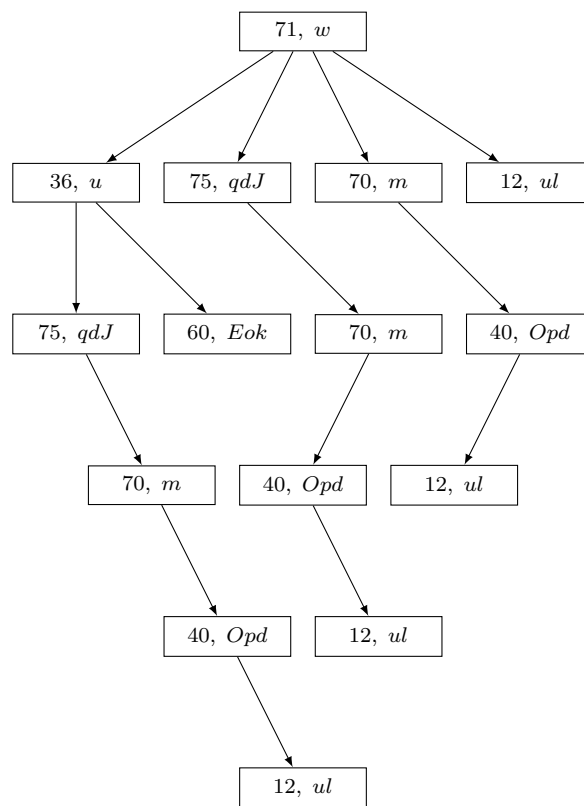 71, w
36, u
75, qdJ
70, m
12, ul
75, qdJ
60, Eok
70, m
40, Opd
70, m
40, Opd
12, ul
40, Opd
12, ul
12, ul